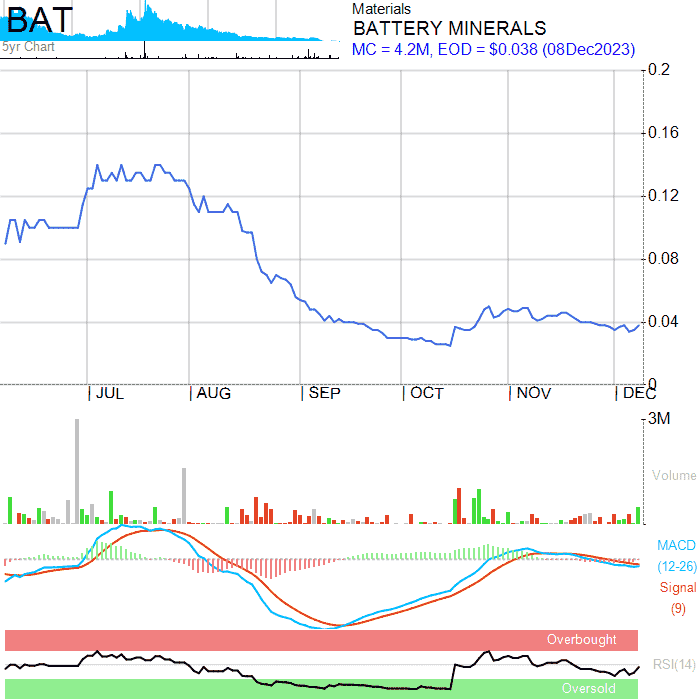 BAT
5yr Chart
Materials
BATTERY MINERALS
MC = 4.2M, EOD = $0.038 (08Dec2023)
0.2
0.16
0.12
0.08
0.04
0
JUL AUG SEP OCT NOV DEC
3M
Volume
MACD
(12-26)
Signal
(9)
Overbought
RSI(14)
Oversold